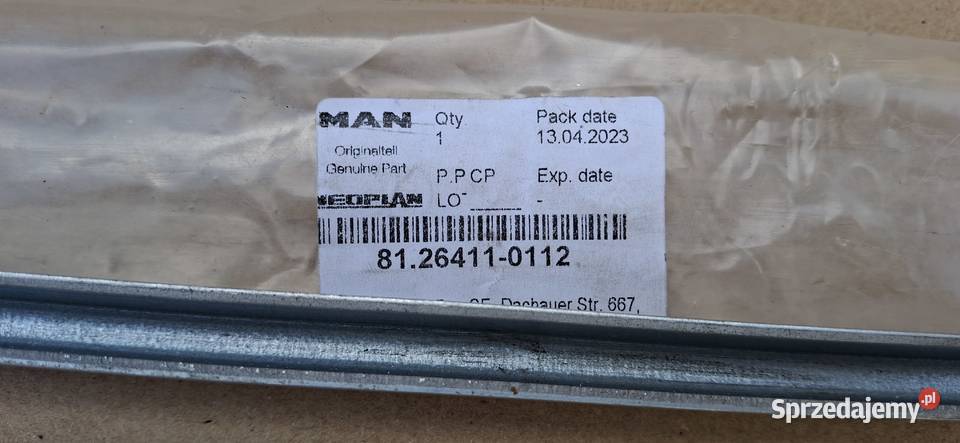 MAN
Originalteil
Genuine Part
NEOPLAN
Qty
1
Pack date
13.04.2023
P.P CP
Exp. date
LO
-
81.26411-0112
SE, Dachauer Str. 667,
Sprzedajemy.pl